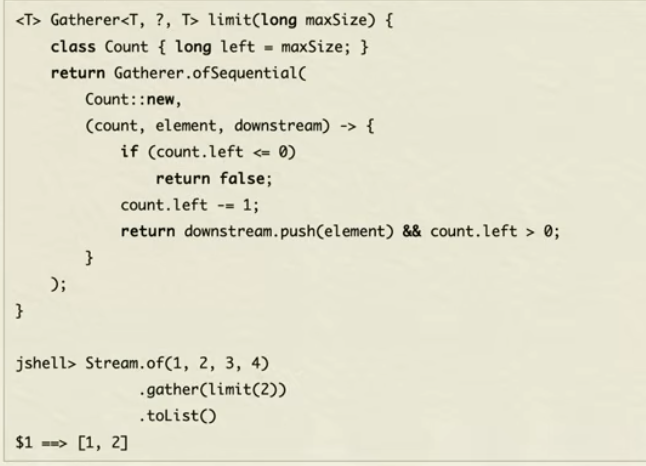 <T> Gatherer<T, ?, T> limit(long maxSize) {
    class Count { long left = maxSize; }
    return Gatherer.ofSequential(
        Count::new,
        (count, element, downstream) -> {
            if (count.left <= 0)
                return false;
            count.left -= 1;
            return downstream.push(element) && count.left > 0;
        }
    );
}

jshell> Stream.of(1, 2, 3, 4)
              .gather(limit(2))
              .toList()
$1 ==> [1, 2]